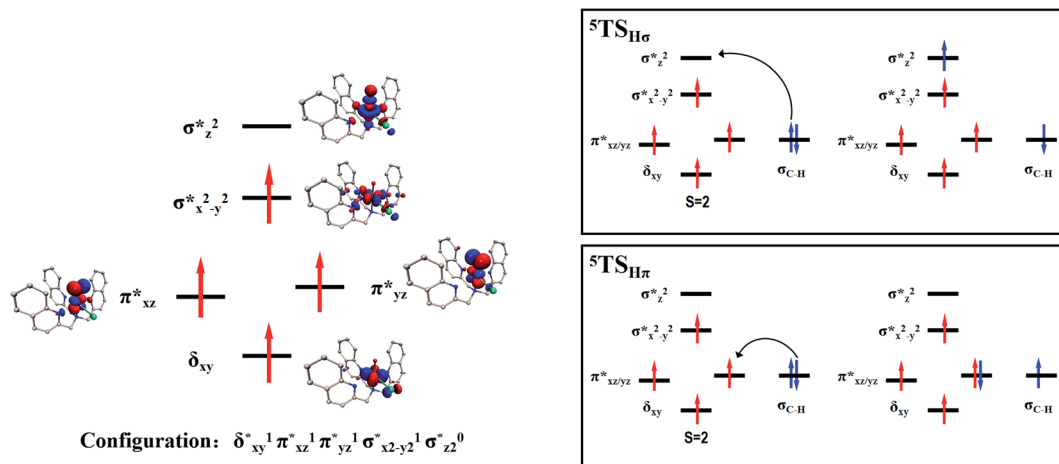 σ*z²
σ*x²-y²
π*xz
π*yz
δxy
Configuration: δ*xy¹ π*xz¹ π*yz¹ σ*x2-y2¹ σ*z2⁰
⁵TSHσ
σ*z²
σ*x²-y²
π*xz/yz
δxy
σC-H
S=2
σ*z²
σ*x²-y²
π*xz/yz
δxy
σC-H
⁵TSHπ
σ*z²
σ*x²-y²
π*xz/yz
δxy
σC-H
S=2
σ*z²
σ*x²-y²
π*xz/yz
δxy
σC-H